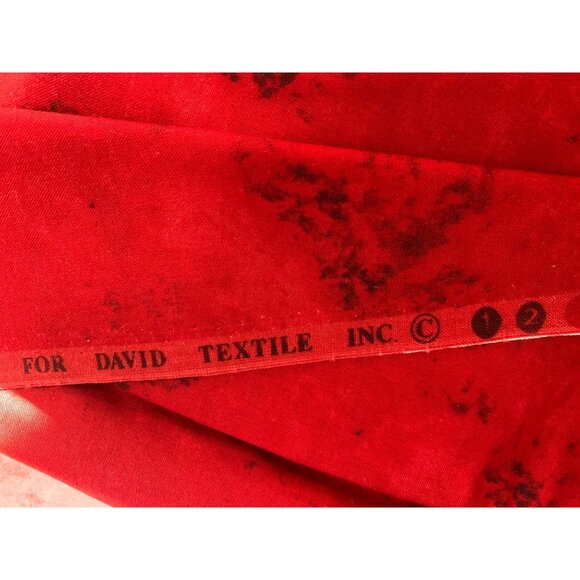 FOR DAVID TEXTILE INC. © 1 2